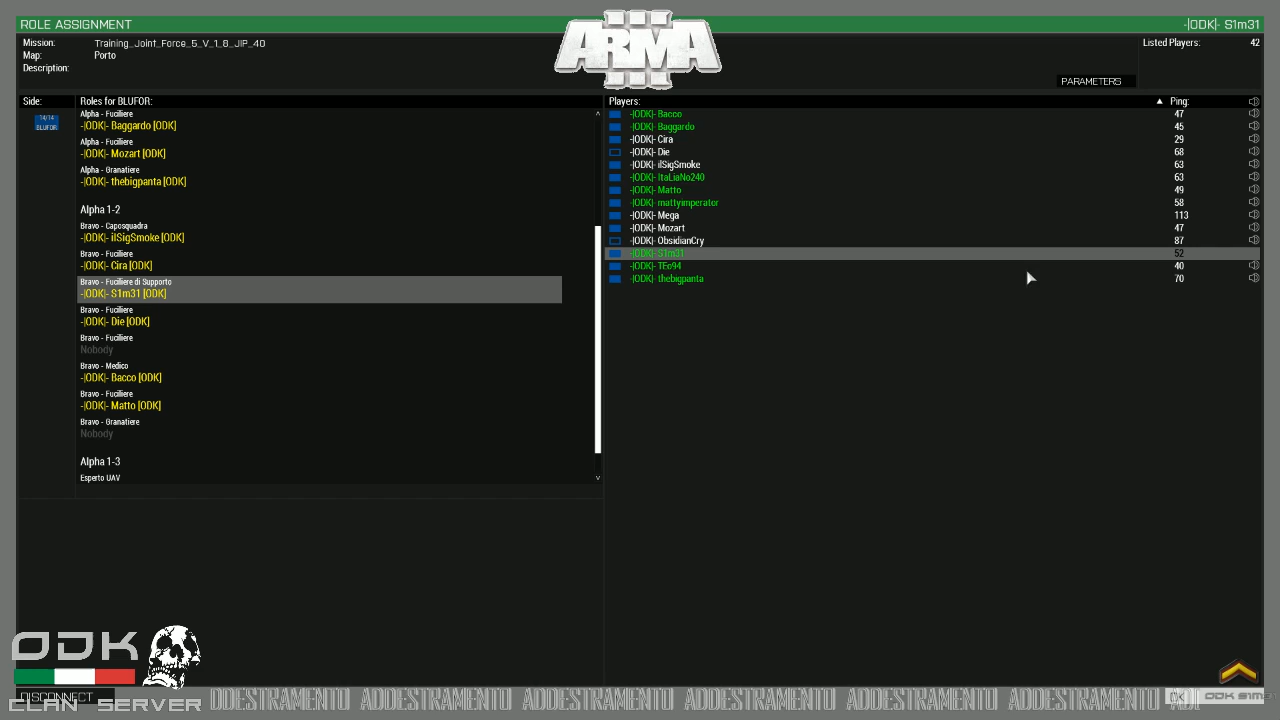 ROLE ASSIGNMENT
-|ODK|- S1m31
Mission: Training_Joint_Force_5_V_1_6_JIP_40
Map: Porto
Description:
ARMA III
Listed Players: 42
PARAMETERS
Side:
14/14
BLUFOR
Roles for BLUFOR:
Alpha - Fuciliere
-|ODK|- Baggardo [ODK]
Alpha - Fuciliere
-|ODK|- Mozart [ODK]
Alpha - Granatiere
-|ODK|- thebigpanta [ODK]
Alpha 1-2
Bravo - Caposquadra
-|ODK|- ilSigSmoke [ODK]
Bravo - Fuciliere
-|ODK|- Cira [ODK]
Bravo - Fuciliere di Supporto
-|ODK|- S1m31 [ODK]
Bravo - Fuciliere
-|ODK|- Die [ODK]
Bravo - Fuciliere
Nobody
Bravo - Medico
-|ODK|- Bacco [ODK]
Bravo - Fuciliere
-|ODK|- Matto [ODK]
Bravo - Granatiere
Nobody
Alpha 1-3
Esperto UAV
Players: Ping:
-|ODK|- Bacco 47
-|ODK|- Baggardo 45
-|ODK|- Cira 29
-|ODK|- Die 68
-|ODK|- ilSigSmoke 63
-|ODK|- ItaLiaNo240 63
-|ODK|- Matto 49
-|ODK|- mattyimperator 58
-|ODK|- Mega 113
-|ODK|- Mozart 47
-|ODK|- ObsidianCry 87
-|ODK|- S1m31 52
-|ODK|- TEo94 40
-|ODK|- thebigpanta 70
ODK
DISCONNECT
CLAN SERVER
ADDESTRAMENTO ADDESTRAMENTO ADDESTRAMENTO ADDESTRAMENTO ADDESTRAMENTO ADDESTRAMENTO
OK
ODK S1M3